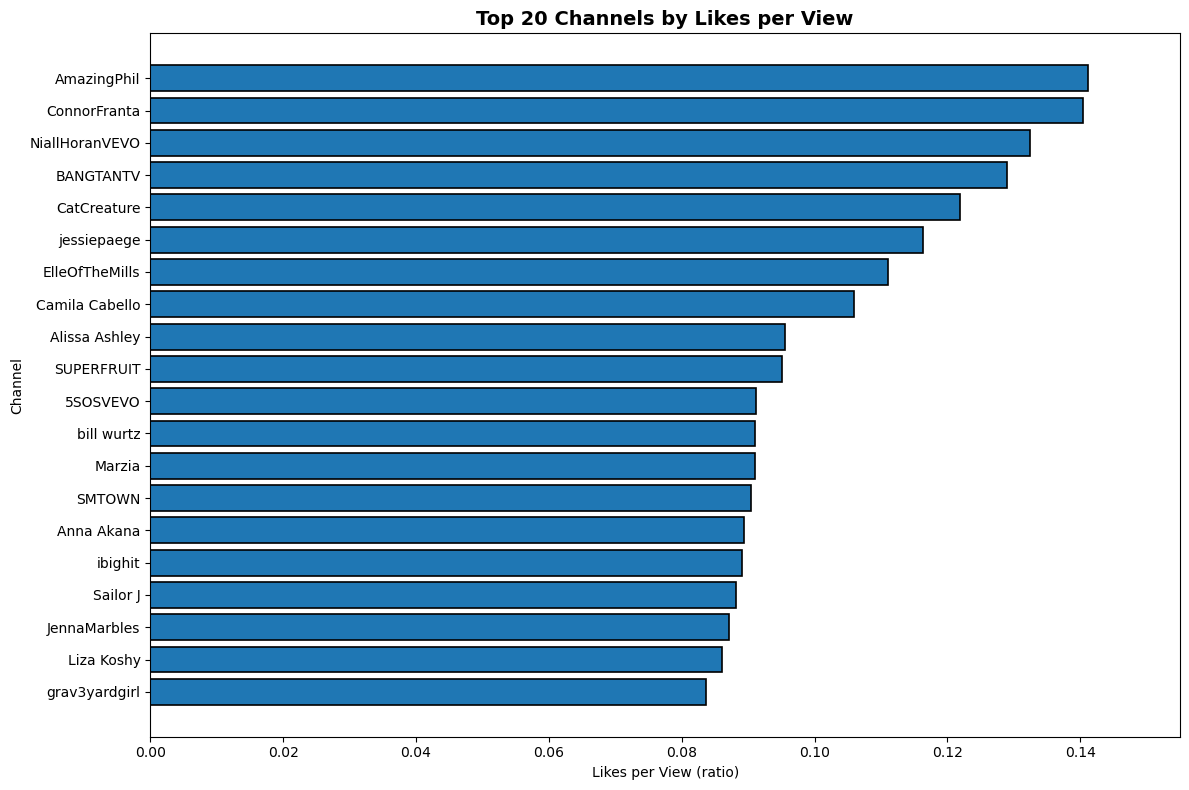 Top 20 Channels by Likes per View
AmazingPhil
ConnorFranta
NiallHoranVEVO
BANGTANTV
CatCreature
jessiepaege
ElleOfTheMills
Camila Cabello
Alissa Ashley
SUPERFRUIT
5SOSVEVO
bill wurtz
Marzia
SMTOWN
Anna Akana
ibighit
Sailor J
JennaMarbles
Liza Koshy
grav3yardgirl
Channel
0.00 0.02 0.04 0.06 0.08 0.10 0.12 0.14
Likes per View (ratio)